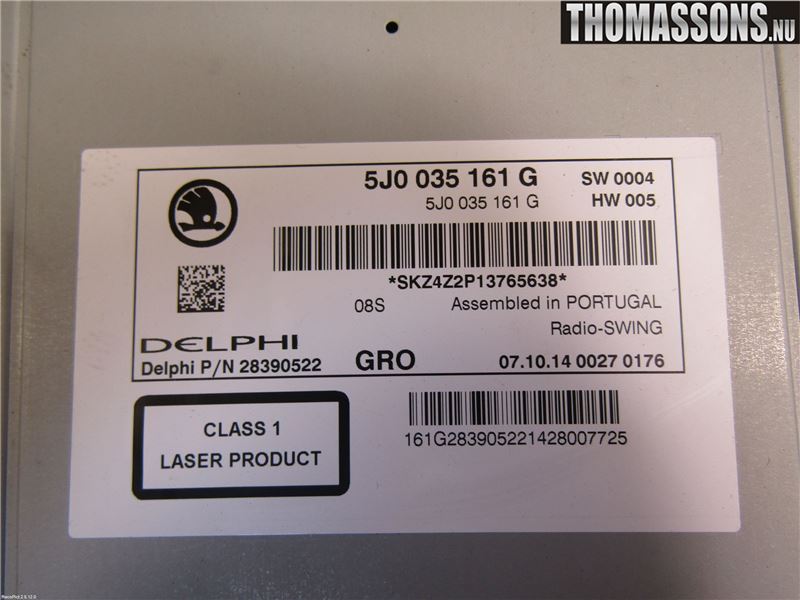 THOMASSONS.NU
5J0 035 161 G SW 0004
5J0 035 161 G HW 005
*SKZ4Z2P13765638*
08S Assembled in PORTUGAL
Radio-SWING
DELPHI
Delphi P/N 28390522 GRO 07.10.14 0027 0176
CLASS 1
LASER PRODUCT
161G283905221428007725